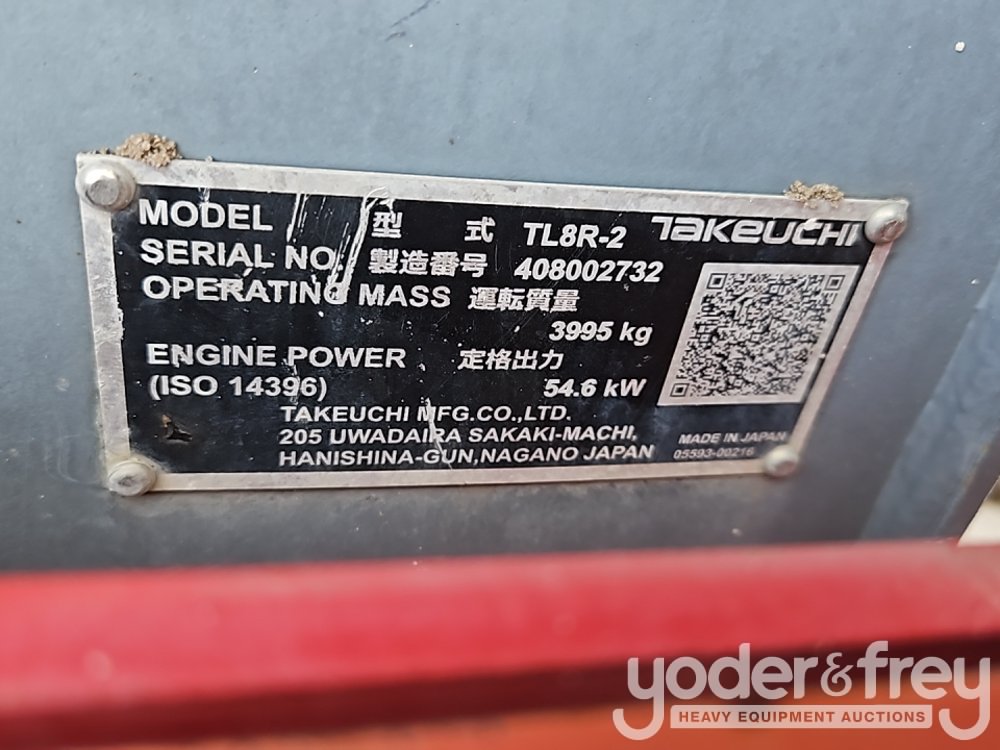 MODEL 型 式 TL8R-2 TAKEUCHI
SERIAL NO. 製造番号 408002732
OPERATING MASS 運転質量
3995 kg
ENGINE POWER 定格出力
(ISO 14396) 54.6 kW
TAKEUCHI MFG.CO.,LTD.
205 UWADAIRA SAKAKI-MACHI,
HANISHINA-GUN,NAGANO JAPAN
MADE IN JAPAN
05593-00216
yoder&frey
HEAVY EQUIPMENT AUCTIONS